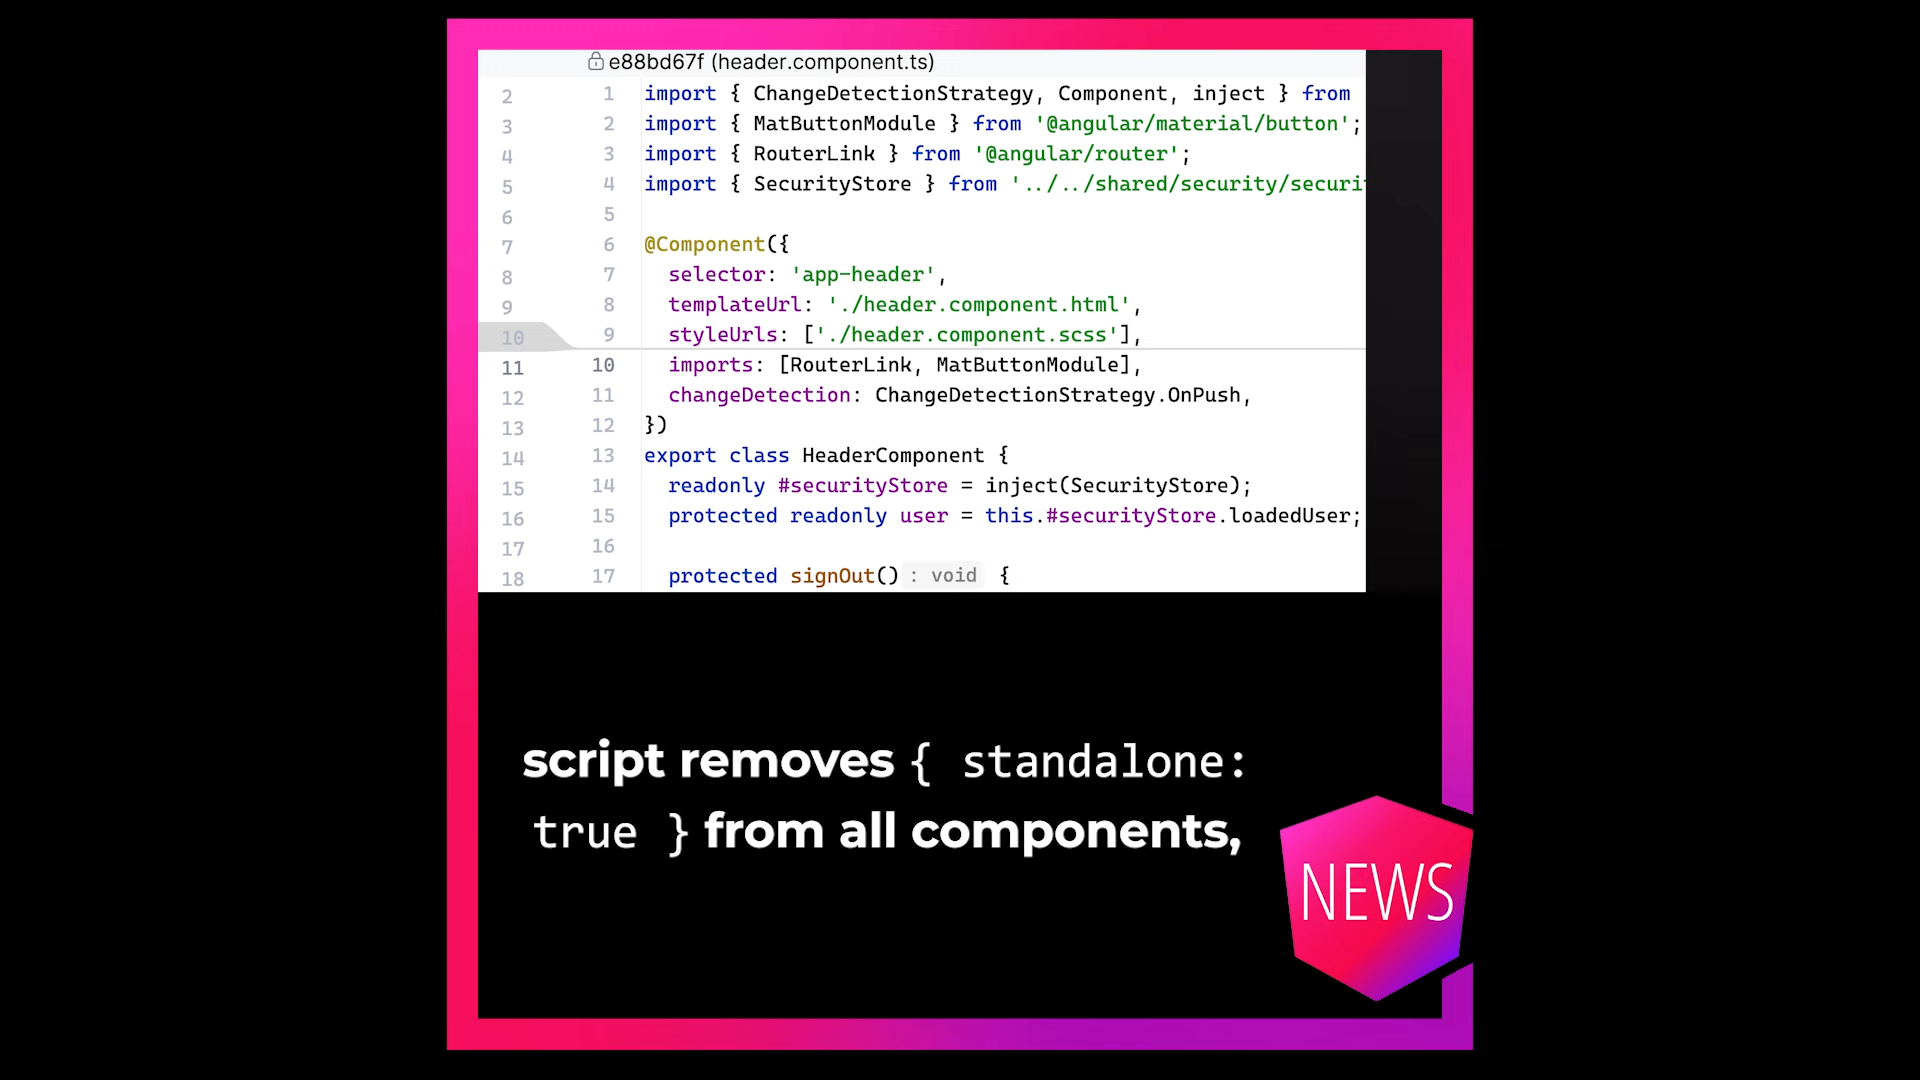 e88bd67f (header.component.ts)
2 1 import { ChangeDetectionStrategy, Component, inject } from
3 2 import { MatButtonModule } from '@angular/material/button';
4 3 import { RouterLink } from '@angular/router';
5 4 import { SecurityStore } from '../../shared/security/securi
6 5
7 6 @Component({
8 7 selector: 'app-header',
9 8 templateUrl: './header.component.html',
10 9 styleUrls: ['./header.component.scss'],
11 10 imports: [RouterLink, MatButtonModule],
12 11 changeDetection: ChangeDetectionStrategy.OnPush,
13 12 })
14 13 export class HeaderComponent {
15 14 readonly #securityStore = inject(SecurityStore);
16 15 protected readonly user = this.#securityStore.loadedUser;
17 16
18 17 protected signOut() : void {
script removes { standalone:
true } from all components,
NEWS